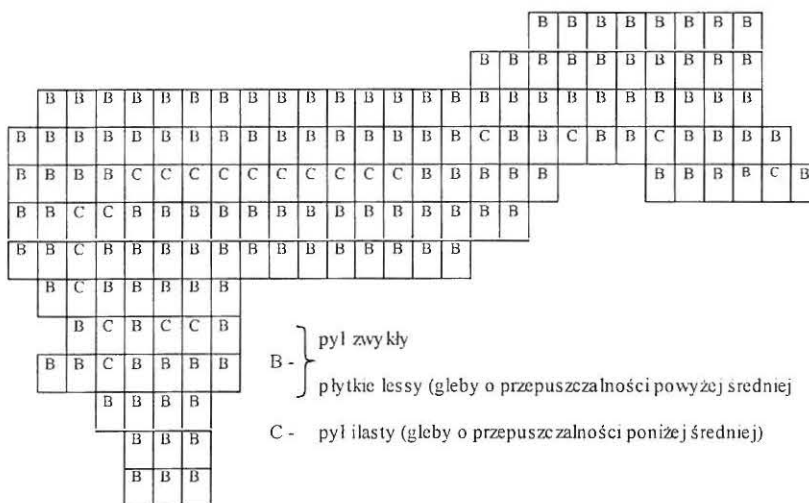 B B B B B B B B
B B B B B B B B B B
B B B B B B B B B B B B B B B B B B B B B B B B B
B B B B B B B B B B B B B B B B C B B C B B C B B B B
B B B B C C C C C C C C C C B B B B B B B B B C B
B B C C B B B B B B B B B B B B B B
B B C B B B B B B B B B B B B B
B C B B B B B
B C B C C B
B B C B B B B
B B B B
B B B
B B B
pył zwykły
B -
płytkie lessy (gleby o przepuszczalności powyżej średniej
C - pył ilasty (gleby o przepuszczalności poniżej średniej)